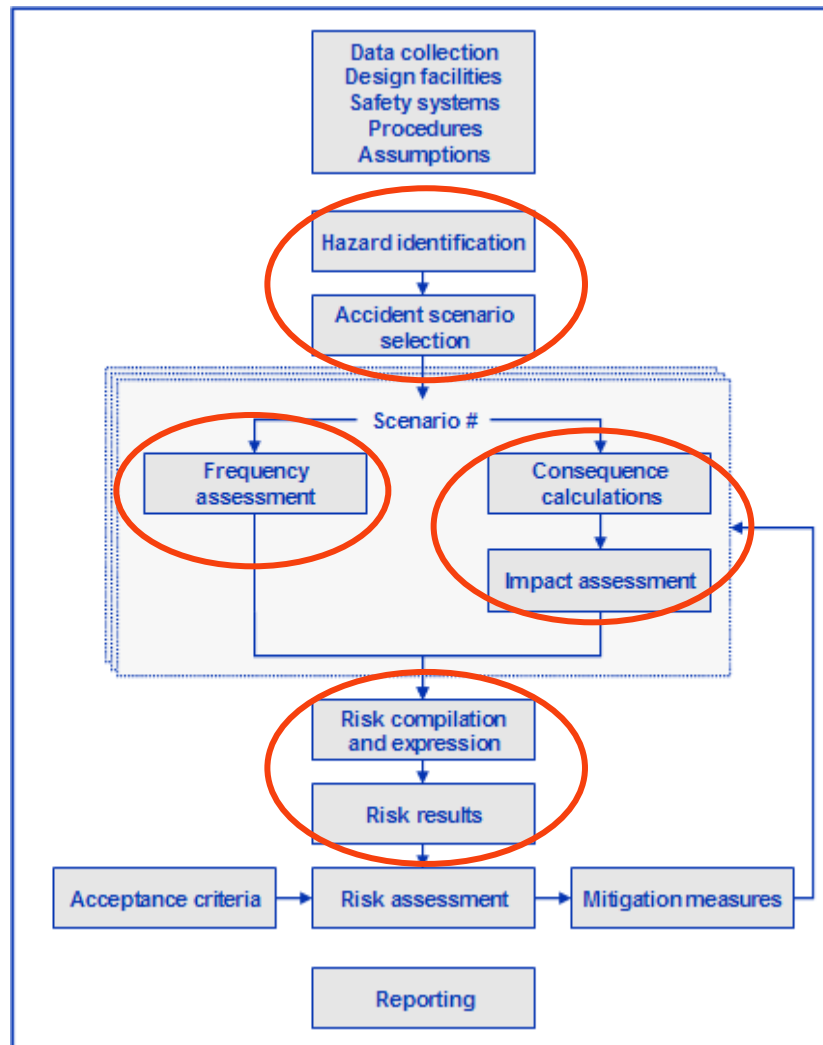 Data collection
Design facilities
Safety systems
Procedures
Assumptions
Hazard identification
Accident scenario
selection
Scenario #
Frequency
assessment
Consequence
calculations
Impact assessment
Risk compilation
and expression
Risk results
Acceptance criteria
Risk assessment
Mitigation measures
Reporting